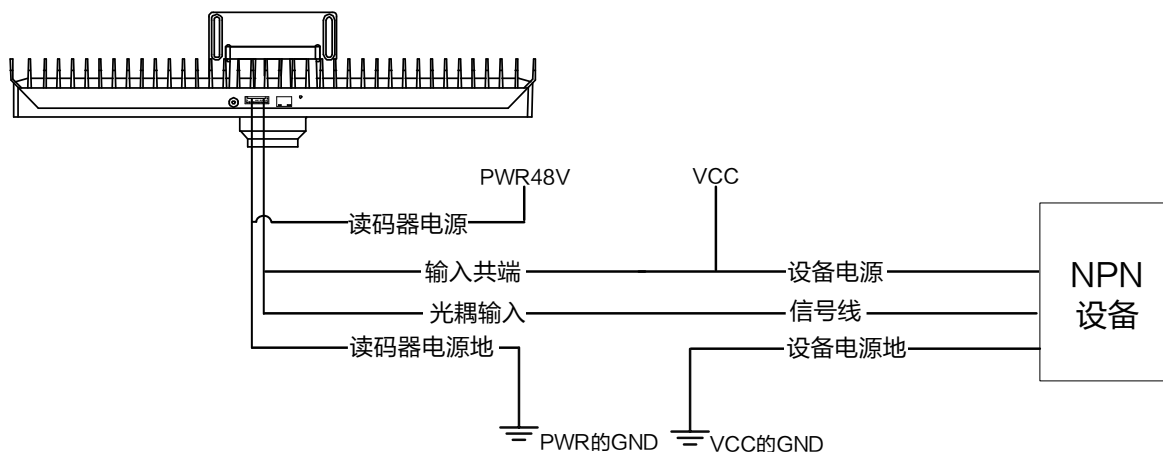 PWR48V
VCC
读码器电源
输入共端
设备电源
光耦输入
信号线
读码器电源地
设备电源地
NPN
设备
PWR的GND
VCC的GND